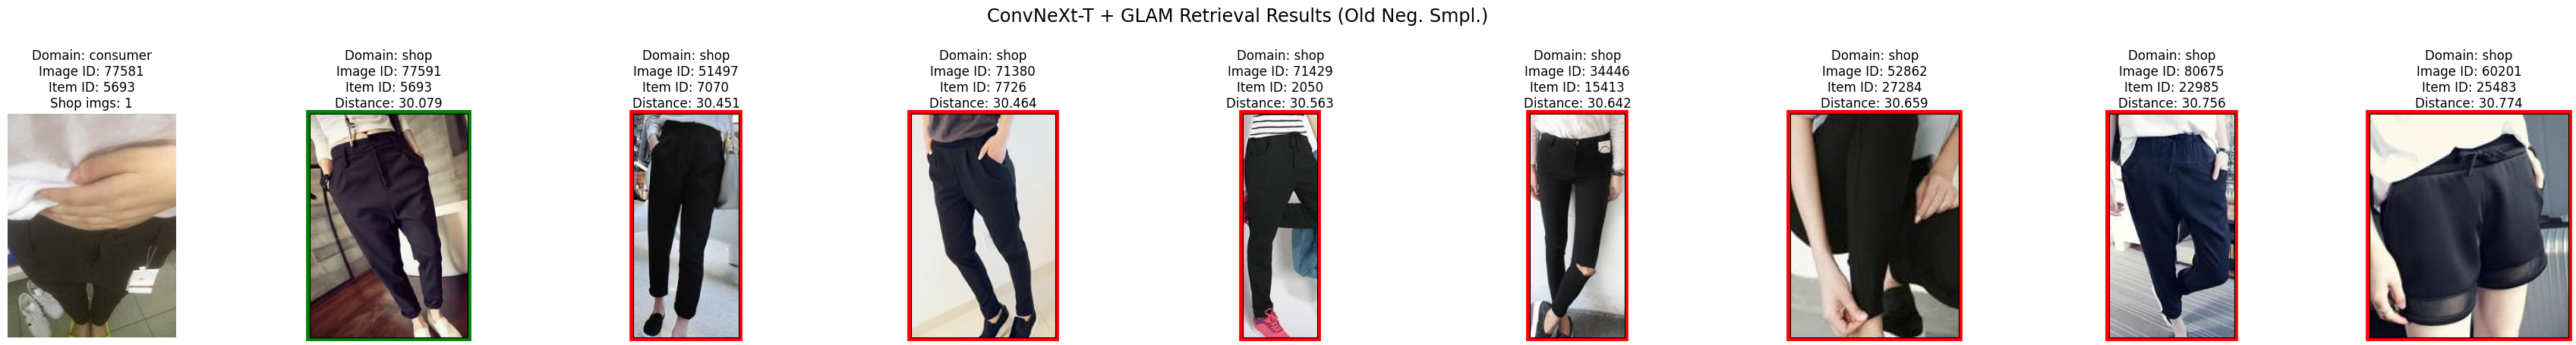 ConvNeXt-T + GLAM Retrieval Results (Old Neg. Smpl.)
Domain: consumer
Image ID: 77581
Item ID: 5693
Shop imgs: 1
Domain: shop
Image ID: 77591
Item ID: 5693
Distance: 30.079
Domain: shop
Image ID: 51497
Item ID: 7070
Distance: 30.451
Domain: shop
Image ID: 71380
Item ID: 7726
Distance: 30.464
Domain: shop
Image ID: 71429
Item ID: 2050
Distance: 30.563
Domain: shop
Image ID: 34446
Item ID: 15413
Distance: 30.642
Domain: shop
Image ID: 52862
Item ID: 27284
Distance: 30.659
Domain: shop
Image ID: 80675
Item ID: 22985
Distance: 30.756
Domain: shop
Image ID: 60201
Item ID: 25483
Distance: 30.774